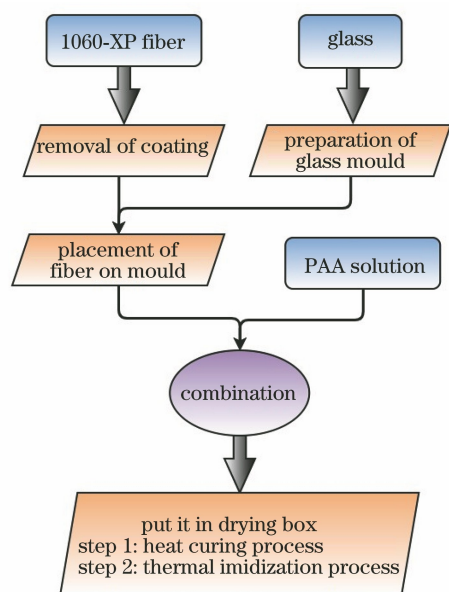 1060-XP fiber
glass
removal of coating
preparation of
glass mould
placement of
fiber on mould
PAA solution
combination
put it in drying box
step 1: heat curing process
step 2: thermal imidization process